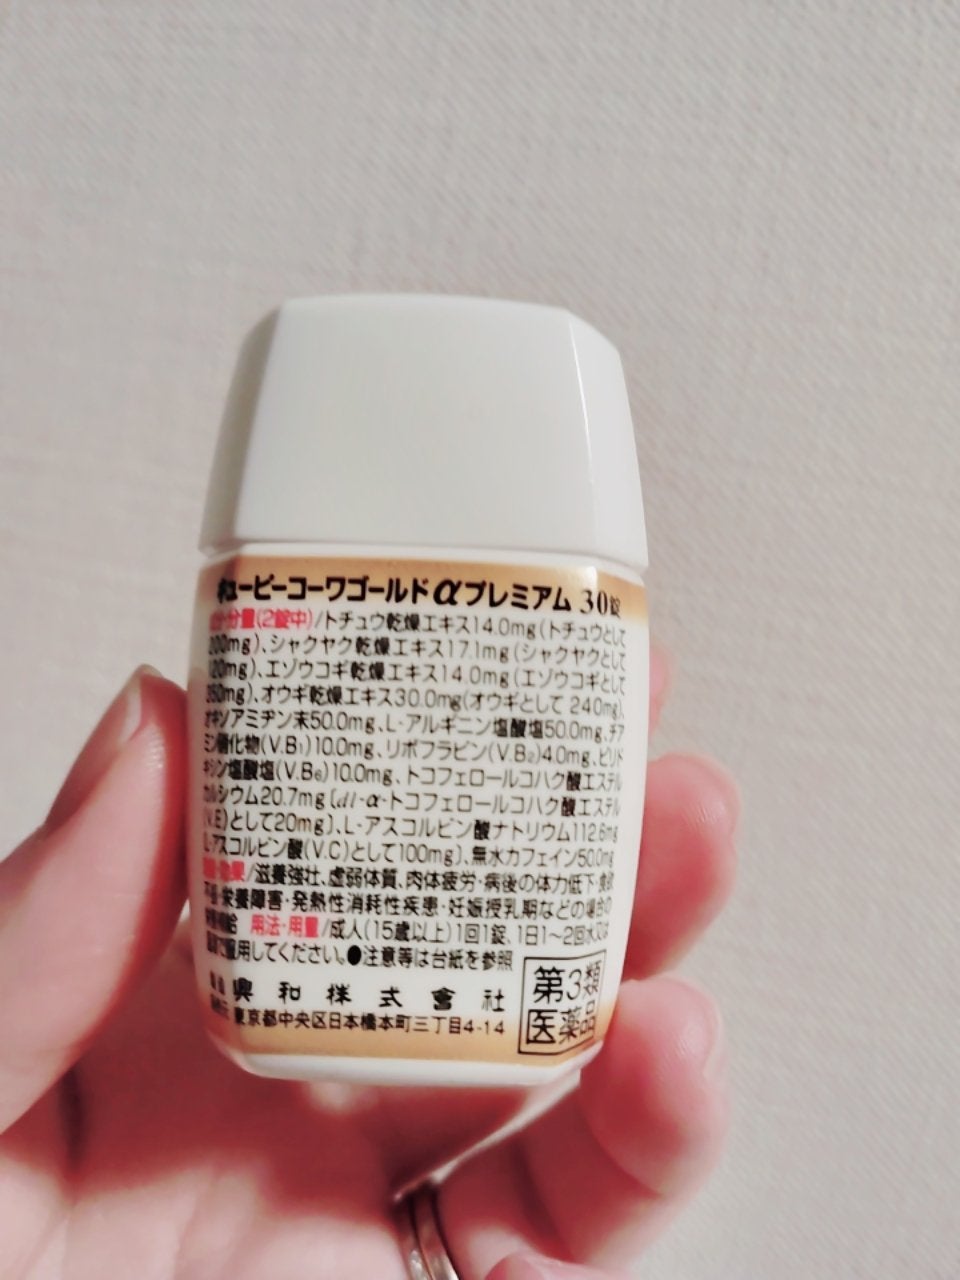 キューピーコーワゴールドαプレミアム 30錠
成分・分量(2錠中)/トチュウ乾燥エキス14.0mg(トチュウとして
200mg)、シャクヤク乾燥エキス17.1mg(シャクヤクとして
120mg)、エゾウコギ乾燥エキス14.0mg(エゾウコギとして
350mg)、オウギ乾燥エキス30.0mg(オウギとして 240mg)、
オキソアミヂン末50.0mg、L-アルギニン塩酸塩50.0mg、チア
ミン硝化物(V.B₁)10.0mg、リボフラビン(V.B₂)4.0mg、ピリド
キシン塩酸塩(V.B₆)10.0mg、トコフェロールコハク酸エステル
カルシウム20.7mg〔dl-α-トコフェロールコハク酸エステル
(V.E)として20mg〕、L-アスコルビン酸ナトリウム112.6mg
(L-アスコルビン酸(V.C)として100mg)、無水カフェイン50.0mg
効能・効果/滋養強壮、虚弱体質、肉体疲労・病後の体力低下・食欲
不振・栄養障害・発熱性消耗性疾患・妊娠授乳期などの場合の
栄養補給 用法・用量/成人(15歳以上)1回1錠、1日1~2回水又は
温湯で服用してください。●注意等は台紙を参照
興和株式會社
東京都中央区日本橋本町三丁目4-14
第3類
医薬品